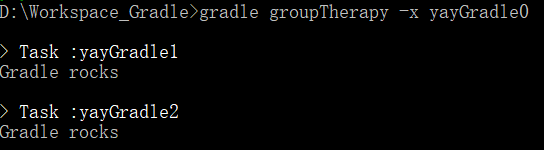 D:\Workspace_Gradle>gradle groupTherapy -x yayGradle0
> Task :yayGradle1
Gradle rocks
> Task :yayGradle2
Gradle rocks